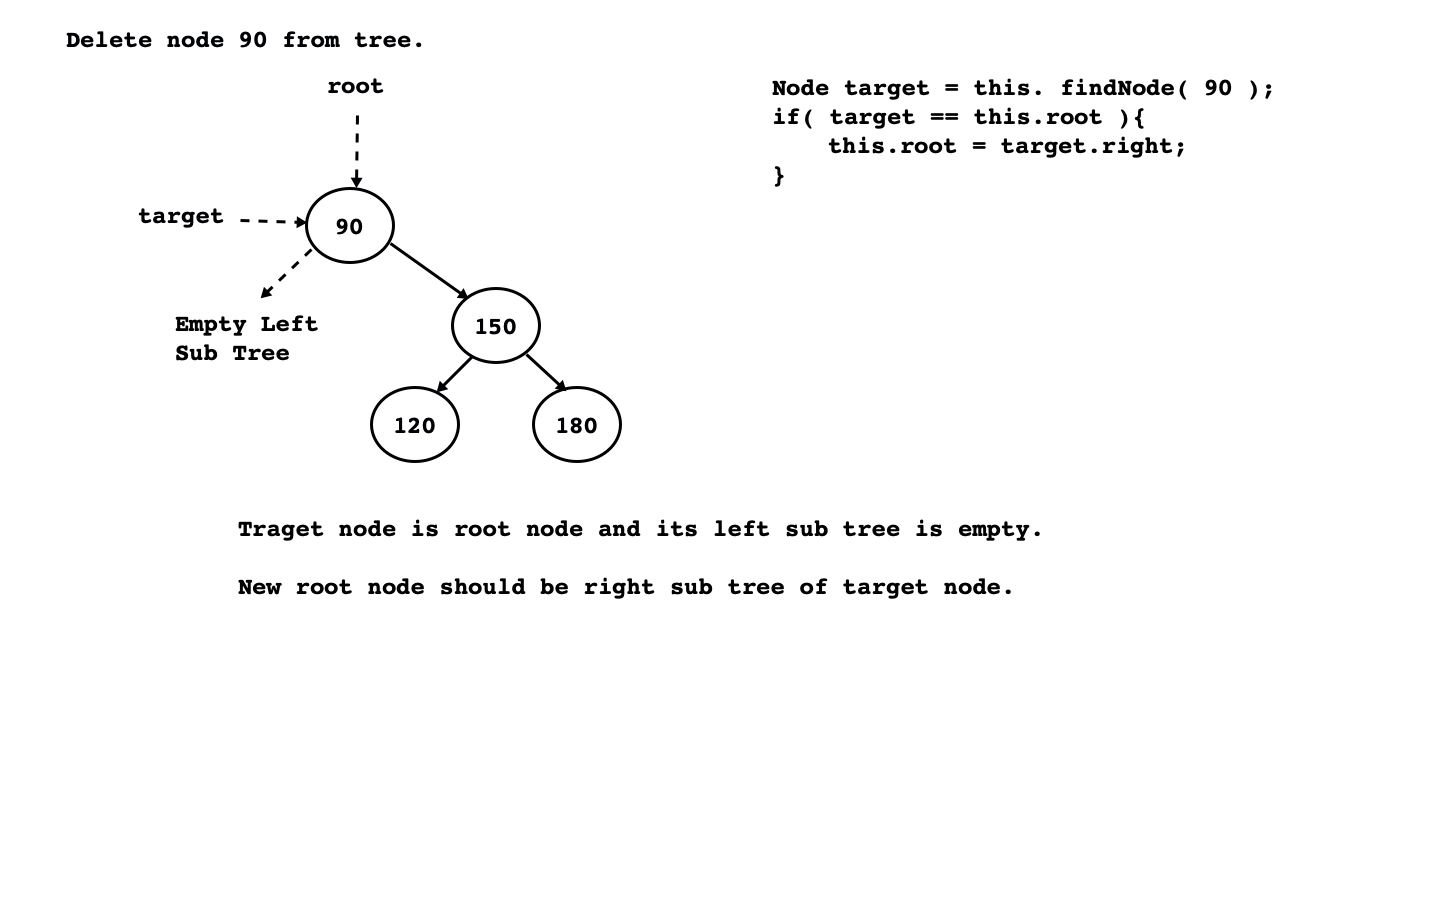 Delete node 90 from tree.
root
Node target = this. findNode( 90 );
if( target == this.root ){
    this.root = target.right;
}
target
90
Empty Left
Sub Tree
150
120
180
Traget node is root node and its left sub tree is empty.
New root node should be right sub tree of target node.